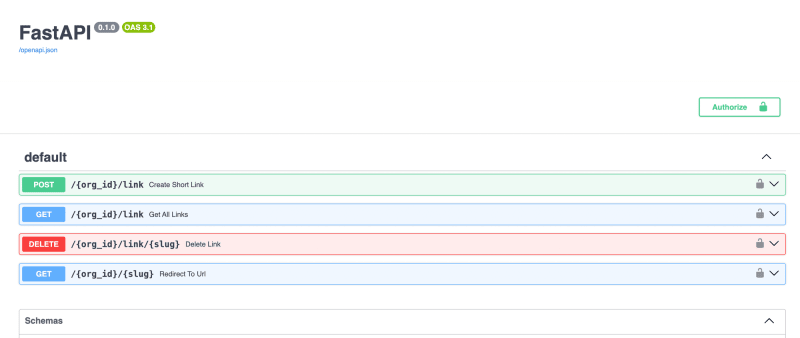 FastAPI 0.1.0 OAS 3.1
/openapi.json
Authorize
default
POST /{org_id}/link Create Short Link
GET /{org_id}/link Get All Links
DELETE /{org_id}/link/{slug} Delete Link
GET /{org_id}/{slug} Redirect To Url
Schemas